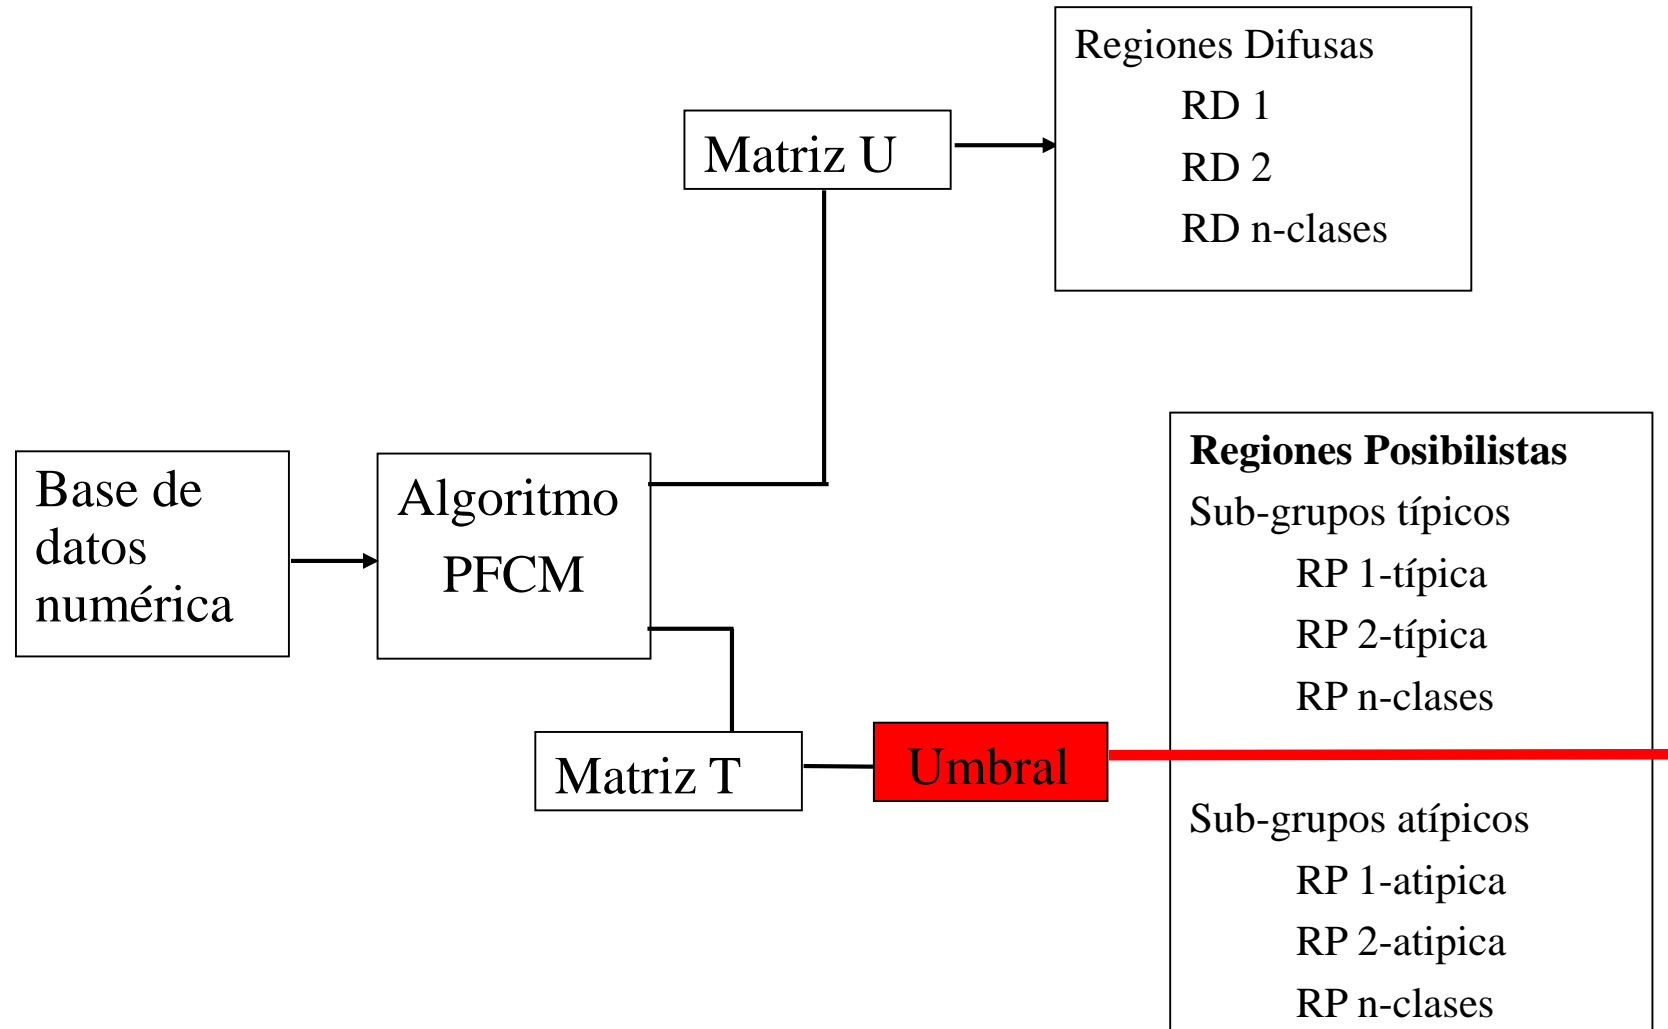 Regiones Difusas
RD 1
RD 2
RD n-clases
Matriz U
Base de
datos
numérica
Algoritmo
PFCM
Matriz T
Umbral
Regiones Posibilistas
Sub-grupos típicos
RP 1-típica
RP 2-típica
RP n-clases
Sub-grupos atípicos
RP 1-atipica
RP 2-atipica
RP n-clases